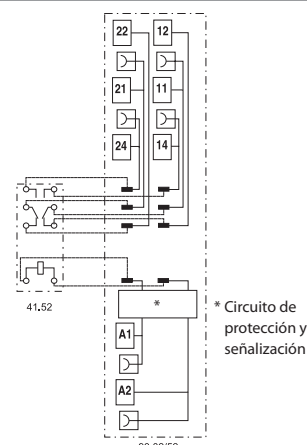 22 12
21 11
24 14
41.52
*
* Circuito de
protección y
señalización
A1
A2